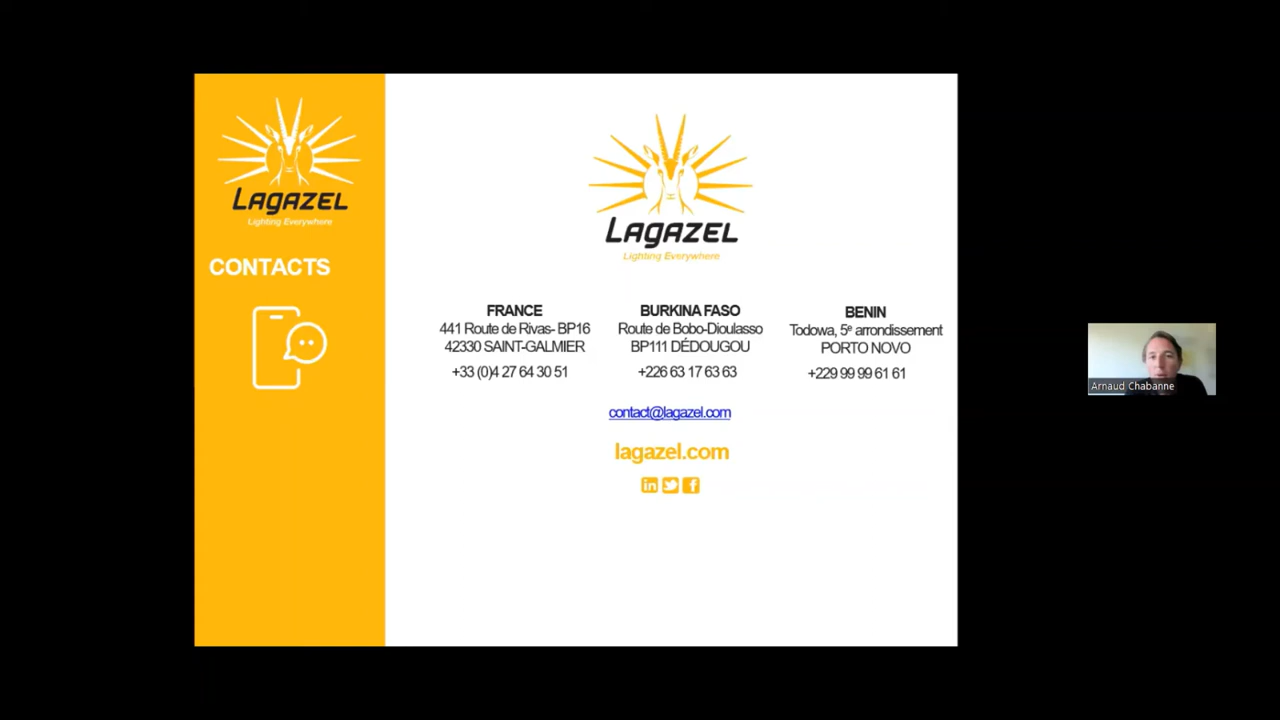 LAGAZEL
Lighting Everywhere
CONTACTS
LAGAZEL
Lighting Everywhere
FRANCE
441 Route de Rivas- BP16
42330 SAINT-GALMIER
+33 (0)4 27 64 30 51
BURKINA FASO
Route de Bobo-Dioulasso
BP111 DÉDOUGOU
+226 63 17 63 63
BENIN
Todowa, 5e arrondissement
PORTO NOVO
+229 99 99 61 61
contact@lagazel.com
lagazel.com
in f
Arnaud Chabanne